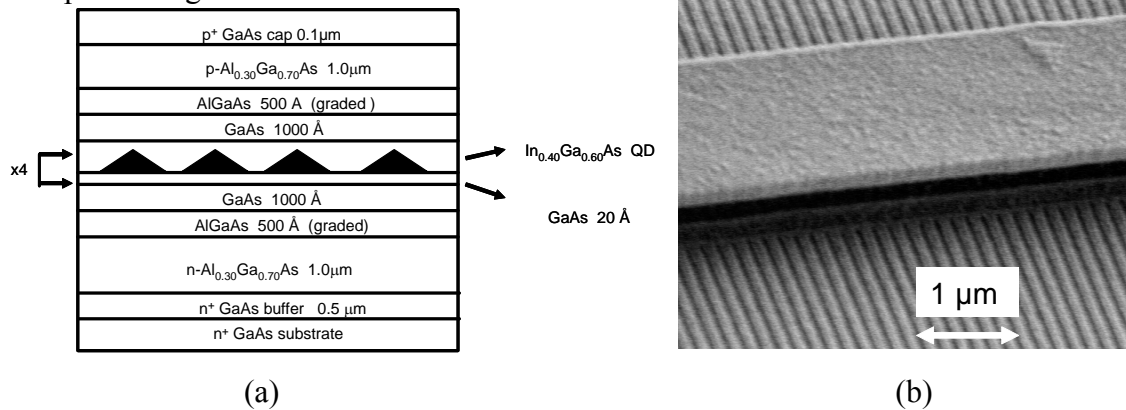 p⁺ GaAs cap 0.1μm
p-Al₀.₃₀Ga₀.₇₀As 1.0μm
AlGaAs 500 A (graded )
GaAs 1000 Å
x4
In₀.₄₀Ga₀.₆₀As QD
GaAs 20 Å
GaAs 1000 Å
AlGaAs 500 Å (graded)
n-Al₀.₃₀Ga₀.₇₀As 1.0μm
n⁺ GaAs buffer 0.5 μm
n⁺ GaAs substrate
1 μm
(a)
(b)